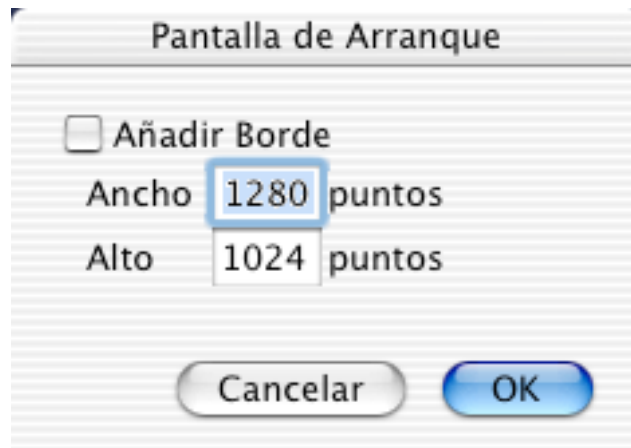 Pantalla de Arranque
Añadir Borde
Ancho 1280 puntos
Alto 1024 puntos
Cancelar OK